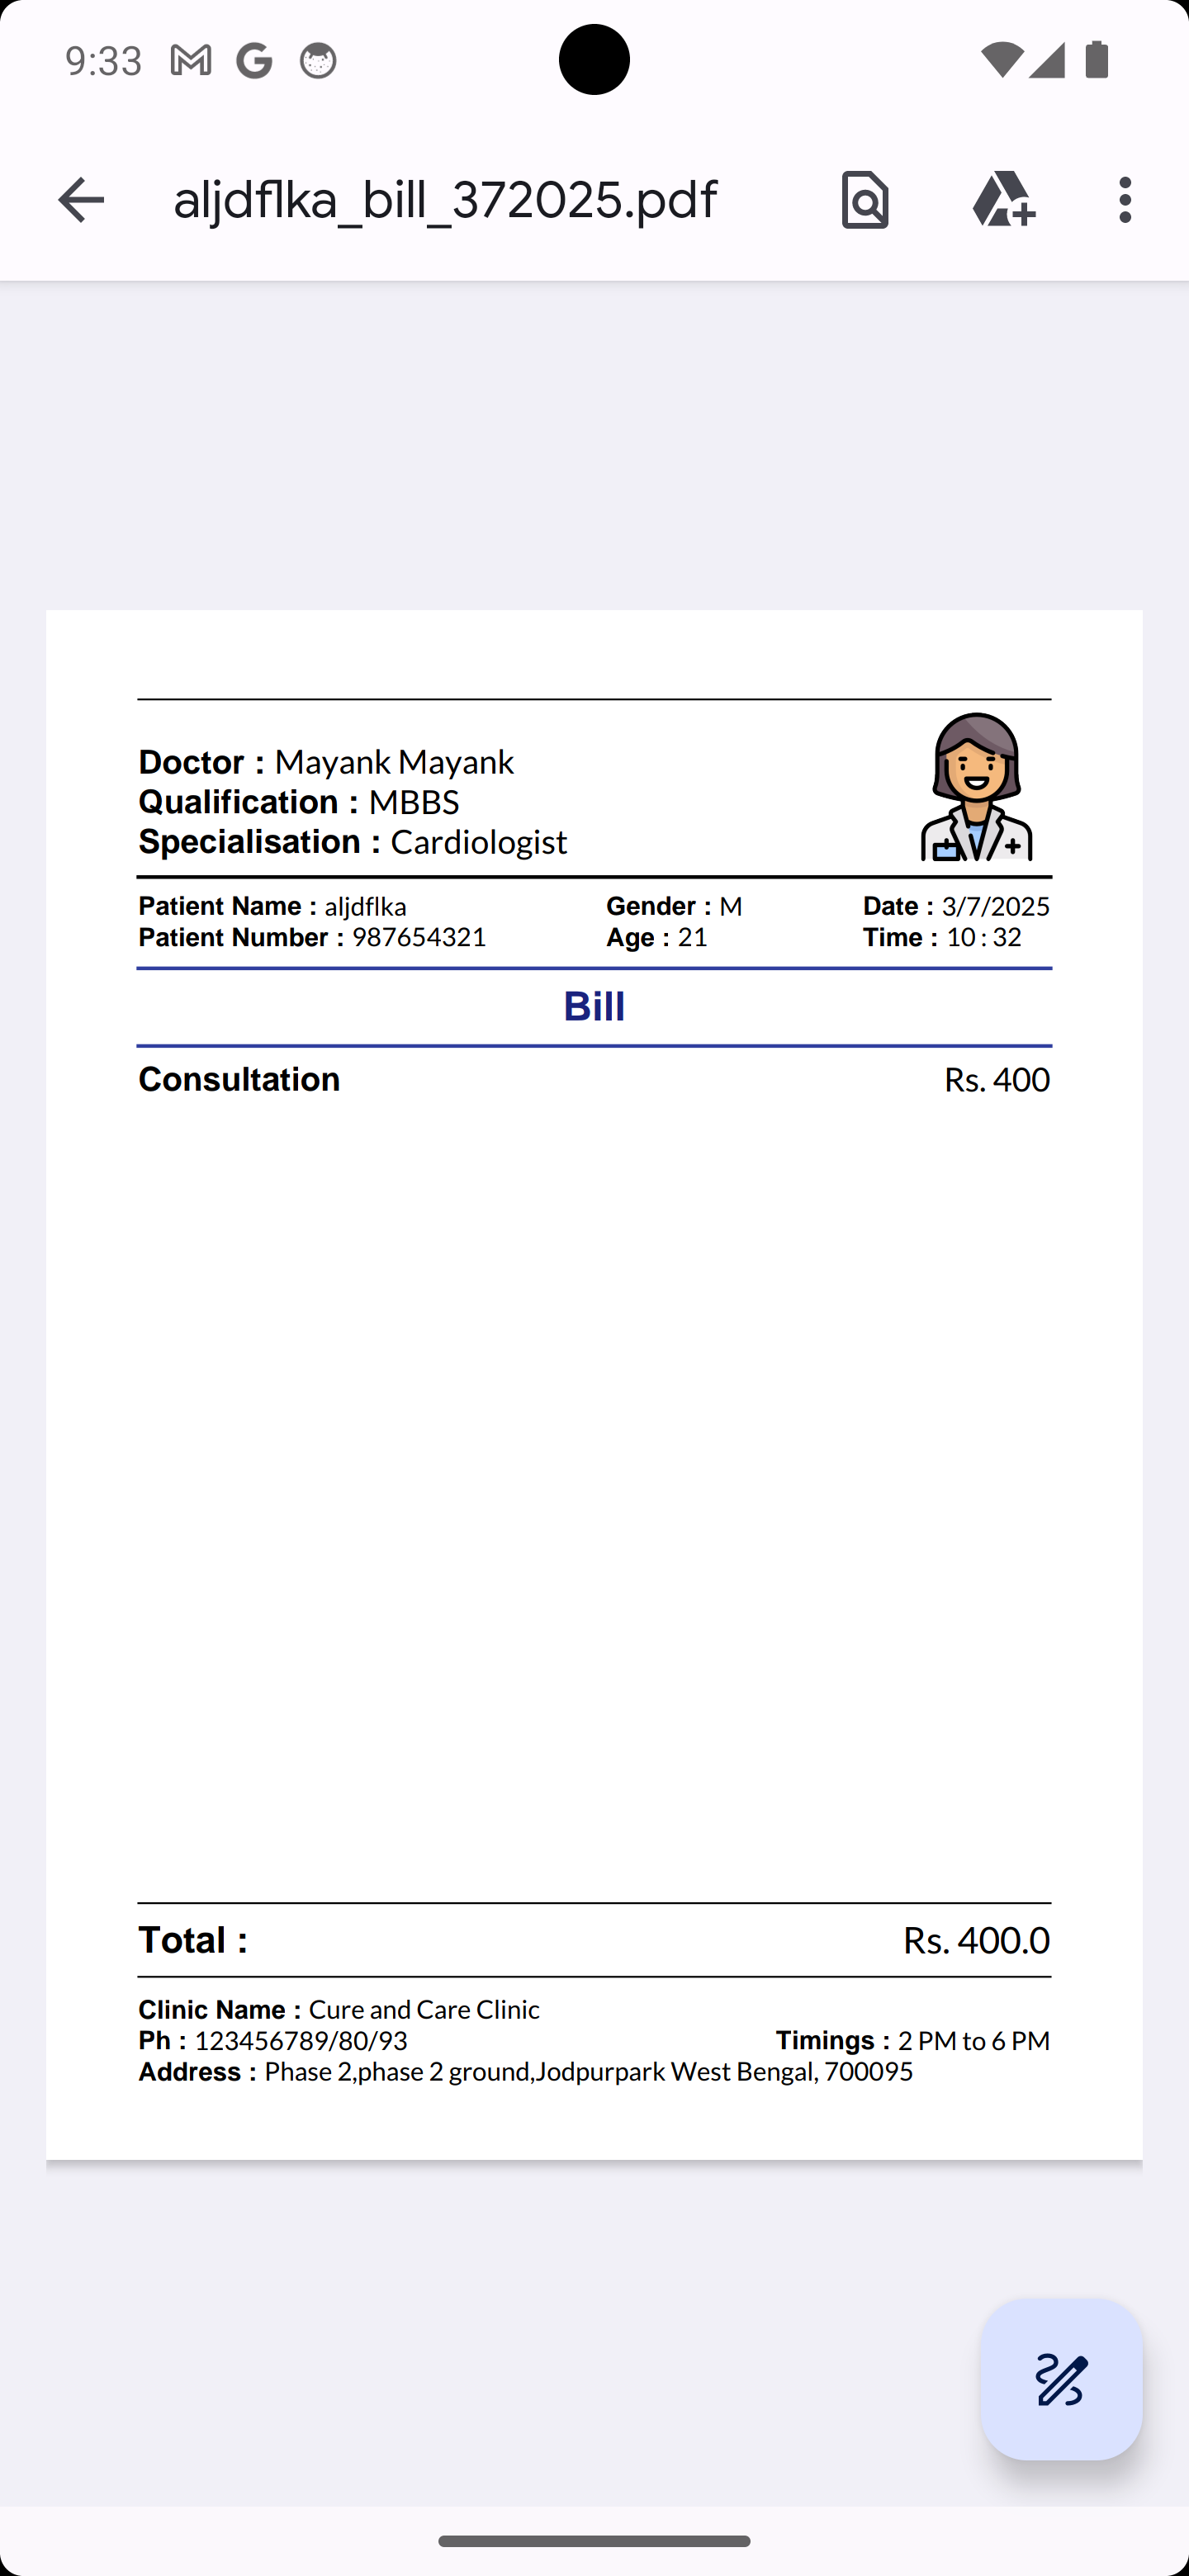 9:33
aljdflka_bill_372025.pdf
Doctor : Mayank Mayank
Qualification : MBBS
Specialisation : Cardiologist
Patient Name : aljdflka Gender : M Date : 3/7/2025
Patient Number : 987654321 Age : 21 Time : 10 : 32
Bill
Consultation Rs. 400
Total : Rs. 400.0
Clinic Name : Cure and Care Clinic
Ph : 123456789/80/93 Timings : 2 PM to 6 PM
Address : Phase 2,phase 2 ground,Jodpurpark West Bengal, 700095